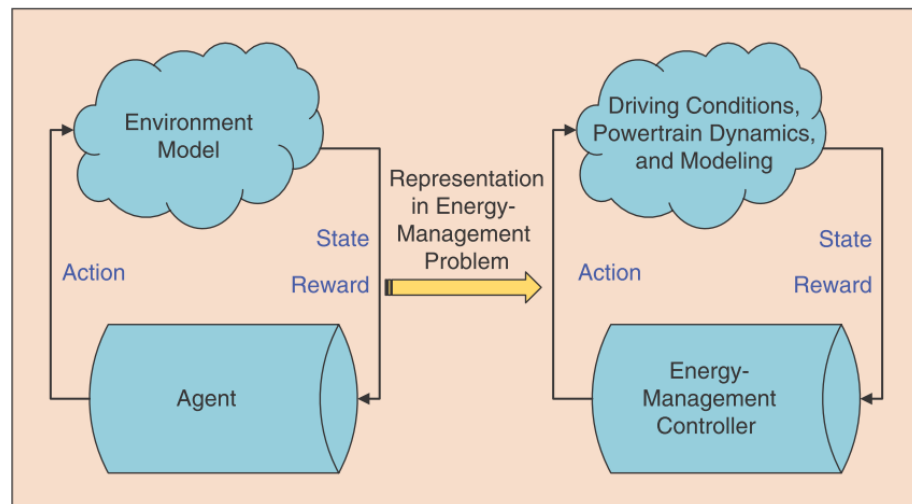 Environment
Model
Action
State
Reward
Agent
Representation
in Energy-
Management
Problem
Driving Conditions,
Powertrain Dynamics,
and Modeling
Action
State
Reward
Energy-
Management
Controller